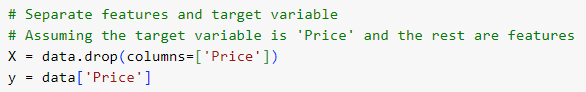 # Separate features and target variable
# Assuming the target variable is 'Price' and the rest are features
X = data.drop(columns=['Price'])
y = data['Price']